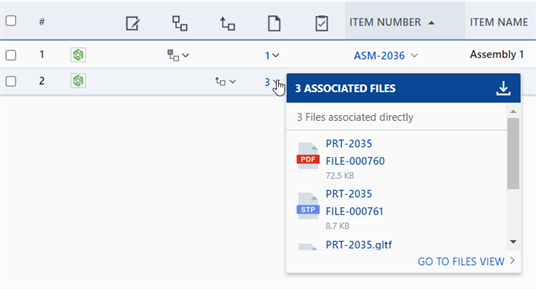 # ITEM NUMBER ITEM NAME
1 1 ASM-2036 Assembly 1
2 3
3 ASSOCIATED FILES
3 Files associated directly
PRT-2035
PDF FILE-000760
72.5 KB
PRT-2035
STP FILE-000761
8.7 KB
PRT-2035.gltf
GO TO FILES VIEW